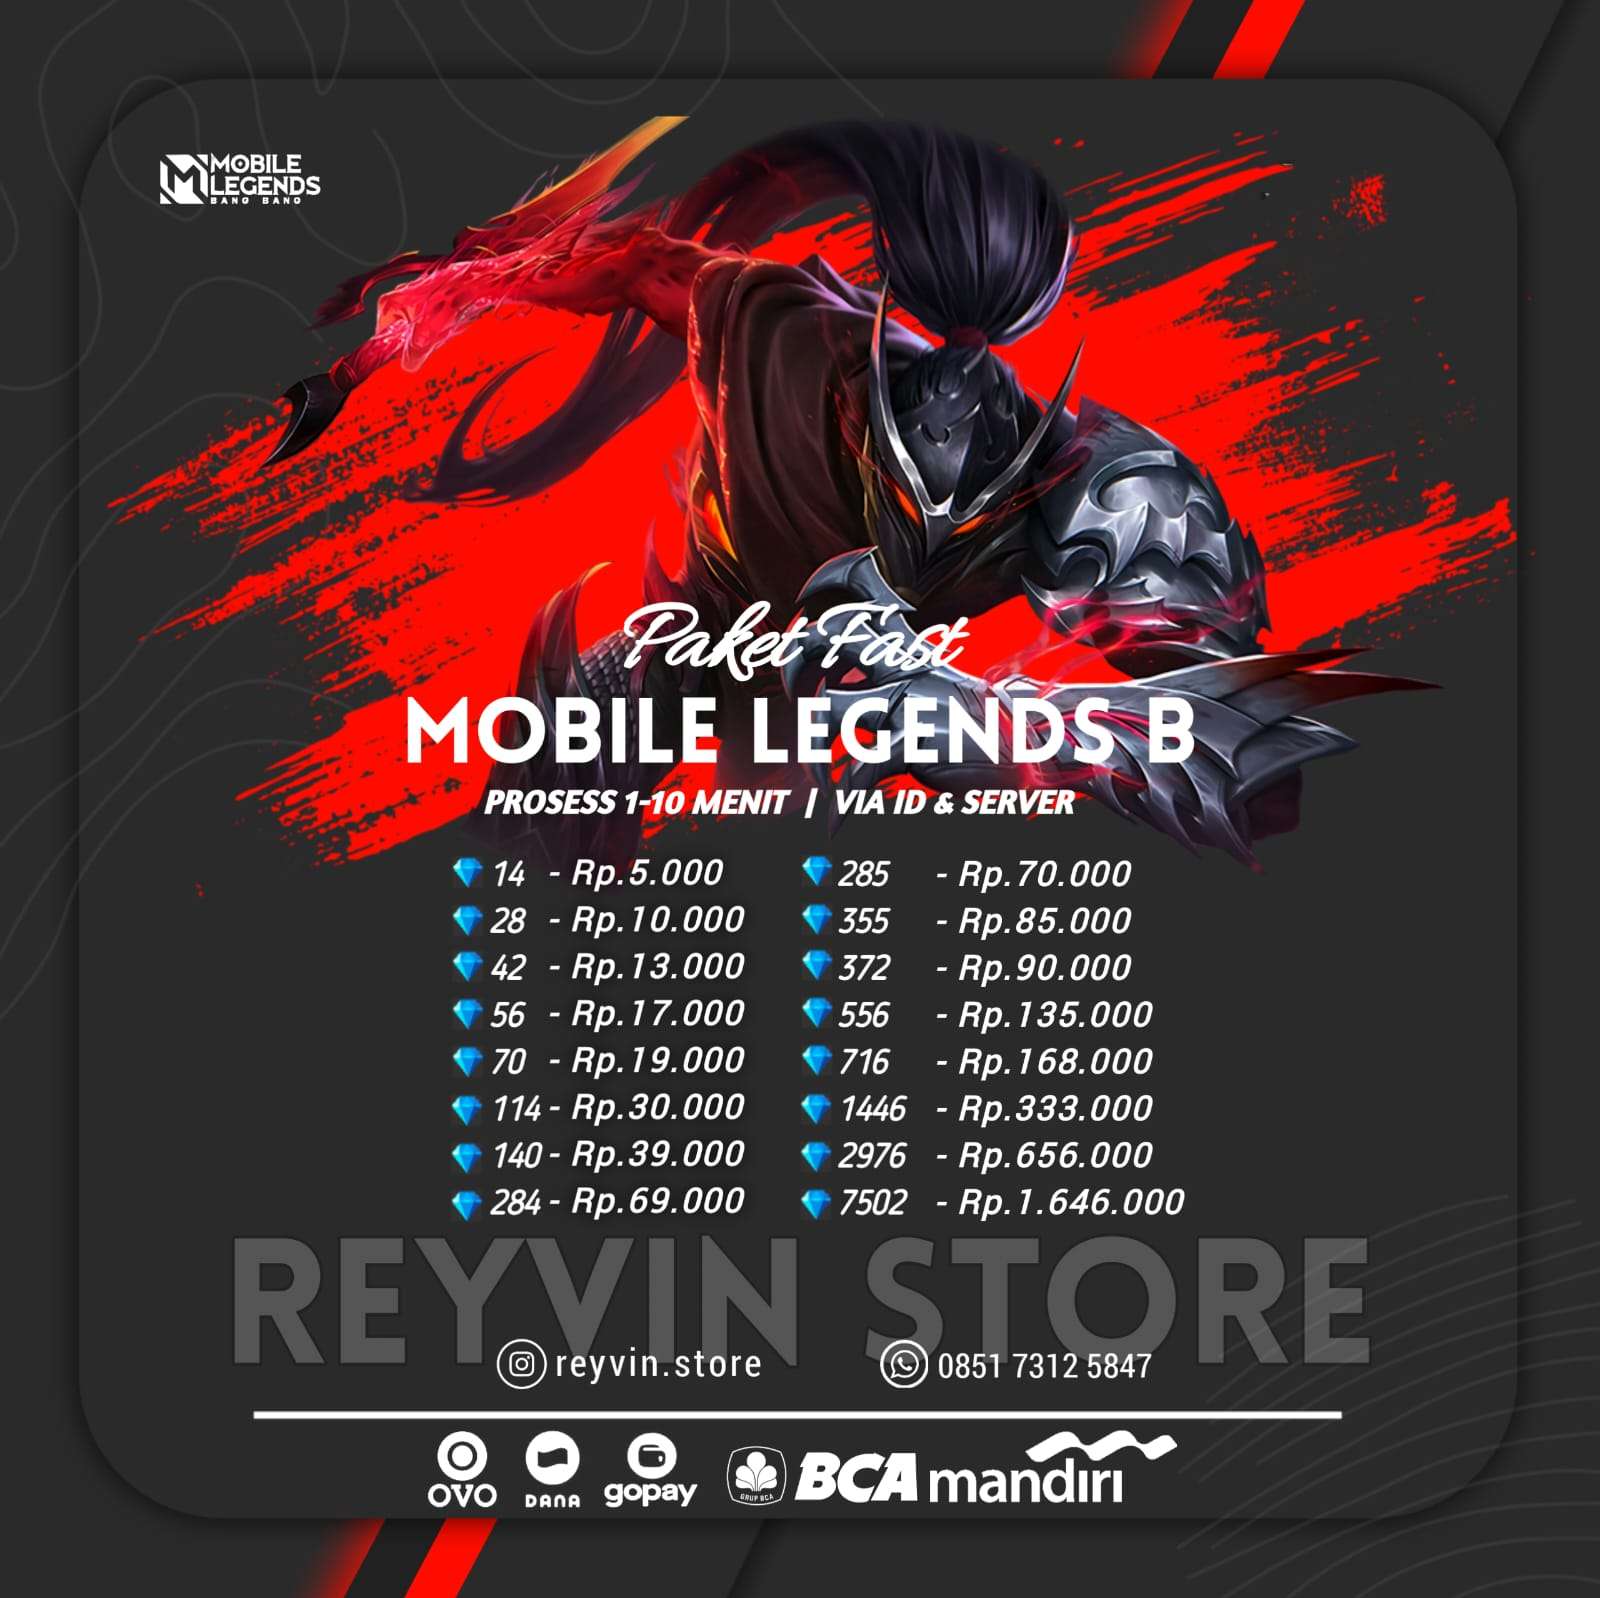 MOBILE
LEGENDS
BANG BANG
Paket Fast
MOBILE LEGENDS B
PROSESS 1-10 MENIT | VIA ID & SERVER
14 - Rp.5.000
28 - Rp.10.000
42 - Rp.13.000
56 - Rp.17.000
70 - Rp.19.000
114 - Rp.30.000
140 - Rp.39.000
284 - Rp.69.000
285 - Rp.70.000
355 - Rp.85.000
372 - Rp.90.000
556 - Rp.135.000
716 - Rp.168.000
1446 - Rp.333.000
2976 - Rp.656.000
7502 - Rp.1.646.000
REYVIN STORE
reyvin.store
0851 7312 5847
OVO
DANA
gopay
GRUP BCA
BCA
mandiri